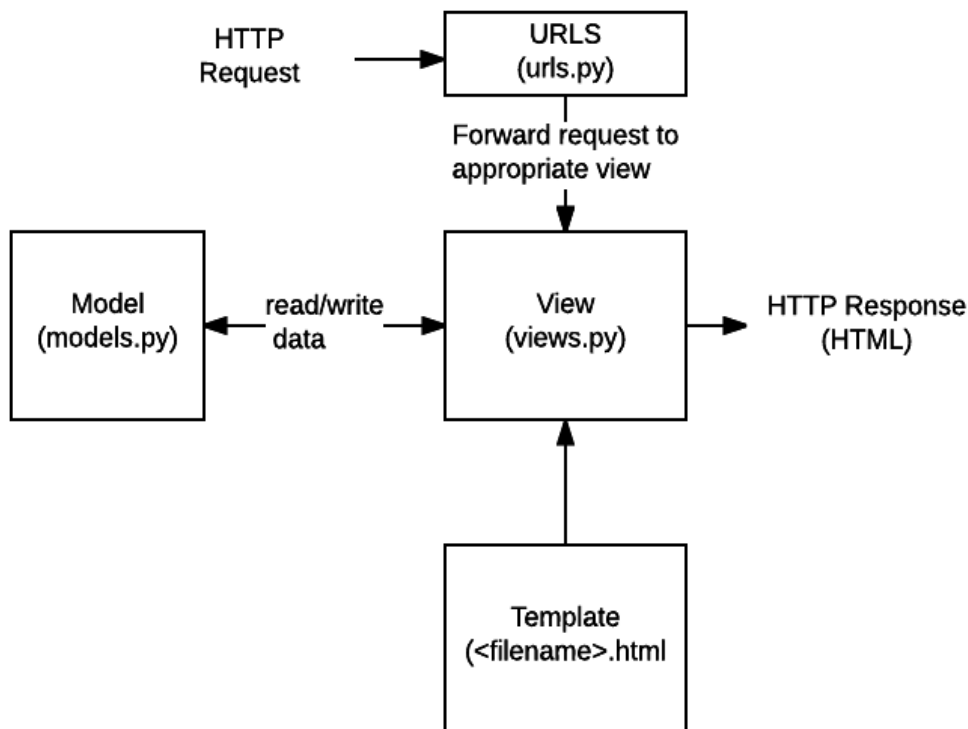 HTTP
Request
URLS
(urls.py)
Forward request to
appropriate view
Model
(models.py)
read/write
data
View
(views.py)
HTTP Response
(HTML)
Template
(<filename>.html